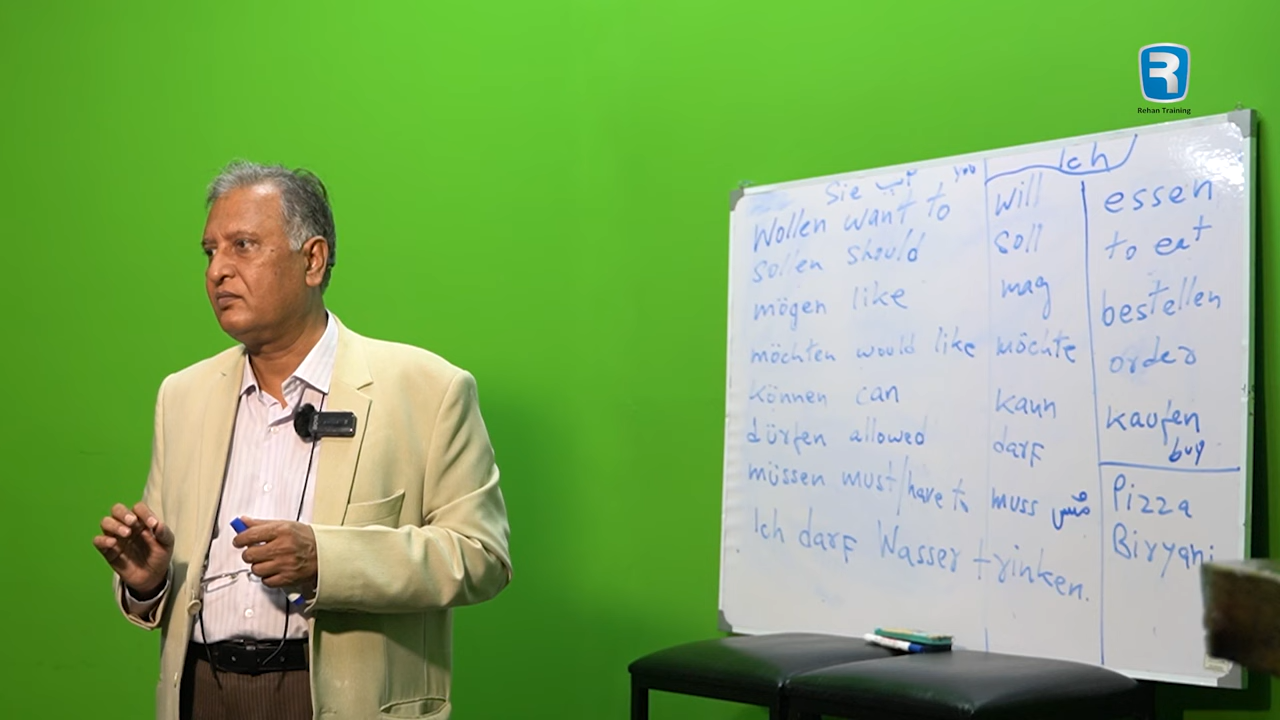 R
Rehan Training
Ich
Sie آپ you
Wollen want to will
sollen should soll
mögen like mag
möchten would like möchte
können can kann
dürfen allowed darf
müssen must/have to muss مُس
Ich darf Wasser trinken.
essen
to eat
bestellen
order
kaufen
buy
Pizza
Biryani